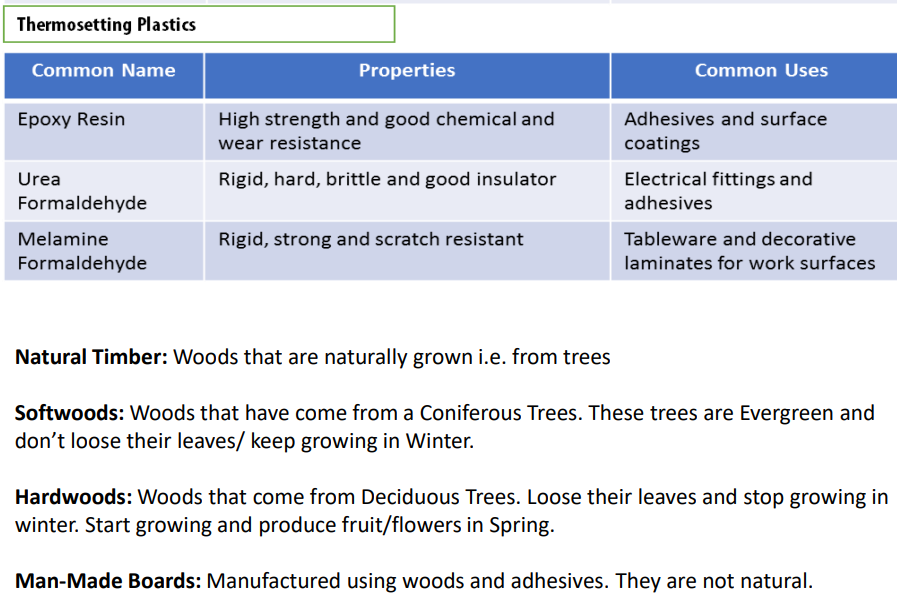 Thermosetting Plastics
Common Name Properties Common Uses
Epoxy Resin High strength and good chemical and Adhesives and surface
wear resistance coatings
Urea Rigid, hard, brittle and good insulator Electrical fittings and
Formaldehyde adhesives
Melamine Rigid, strong and scratch resistant Tableware and decorative
Formaldehyde laminates for work surfaces
Natural Timber: Woods that are naturally grown i.e. from trees
Softwoods: Woods that have come from a Coniferous Trees. These trees are Evergreen and
don’t loose their leaves/ keep growing in Winter.
Hardwoods: Woods that come from Deciduous Trees. Loose their leaves and stop growing in
winter. Start growing and produce fruit/flowers in Spring.
Man-Made Boards: Manufactured using woods and adhesives. They are not natural.